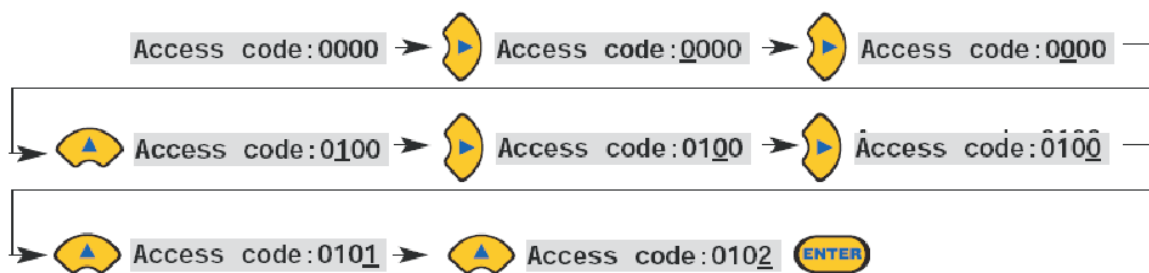 Access code:0000 Access code:0000 Access code:0000
Access code:0100 Access code:0100 Access code:0100
Access code:0101 Access code:0102 ENTER